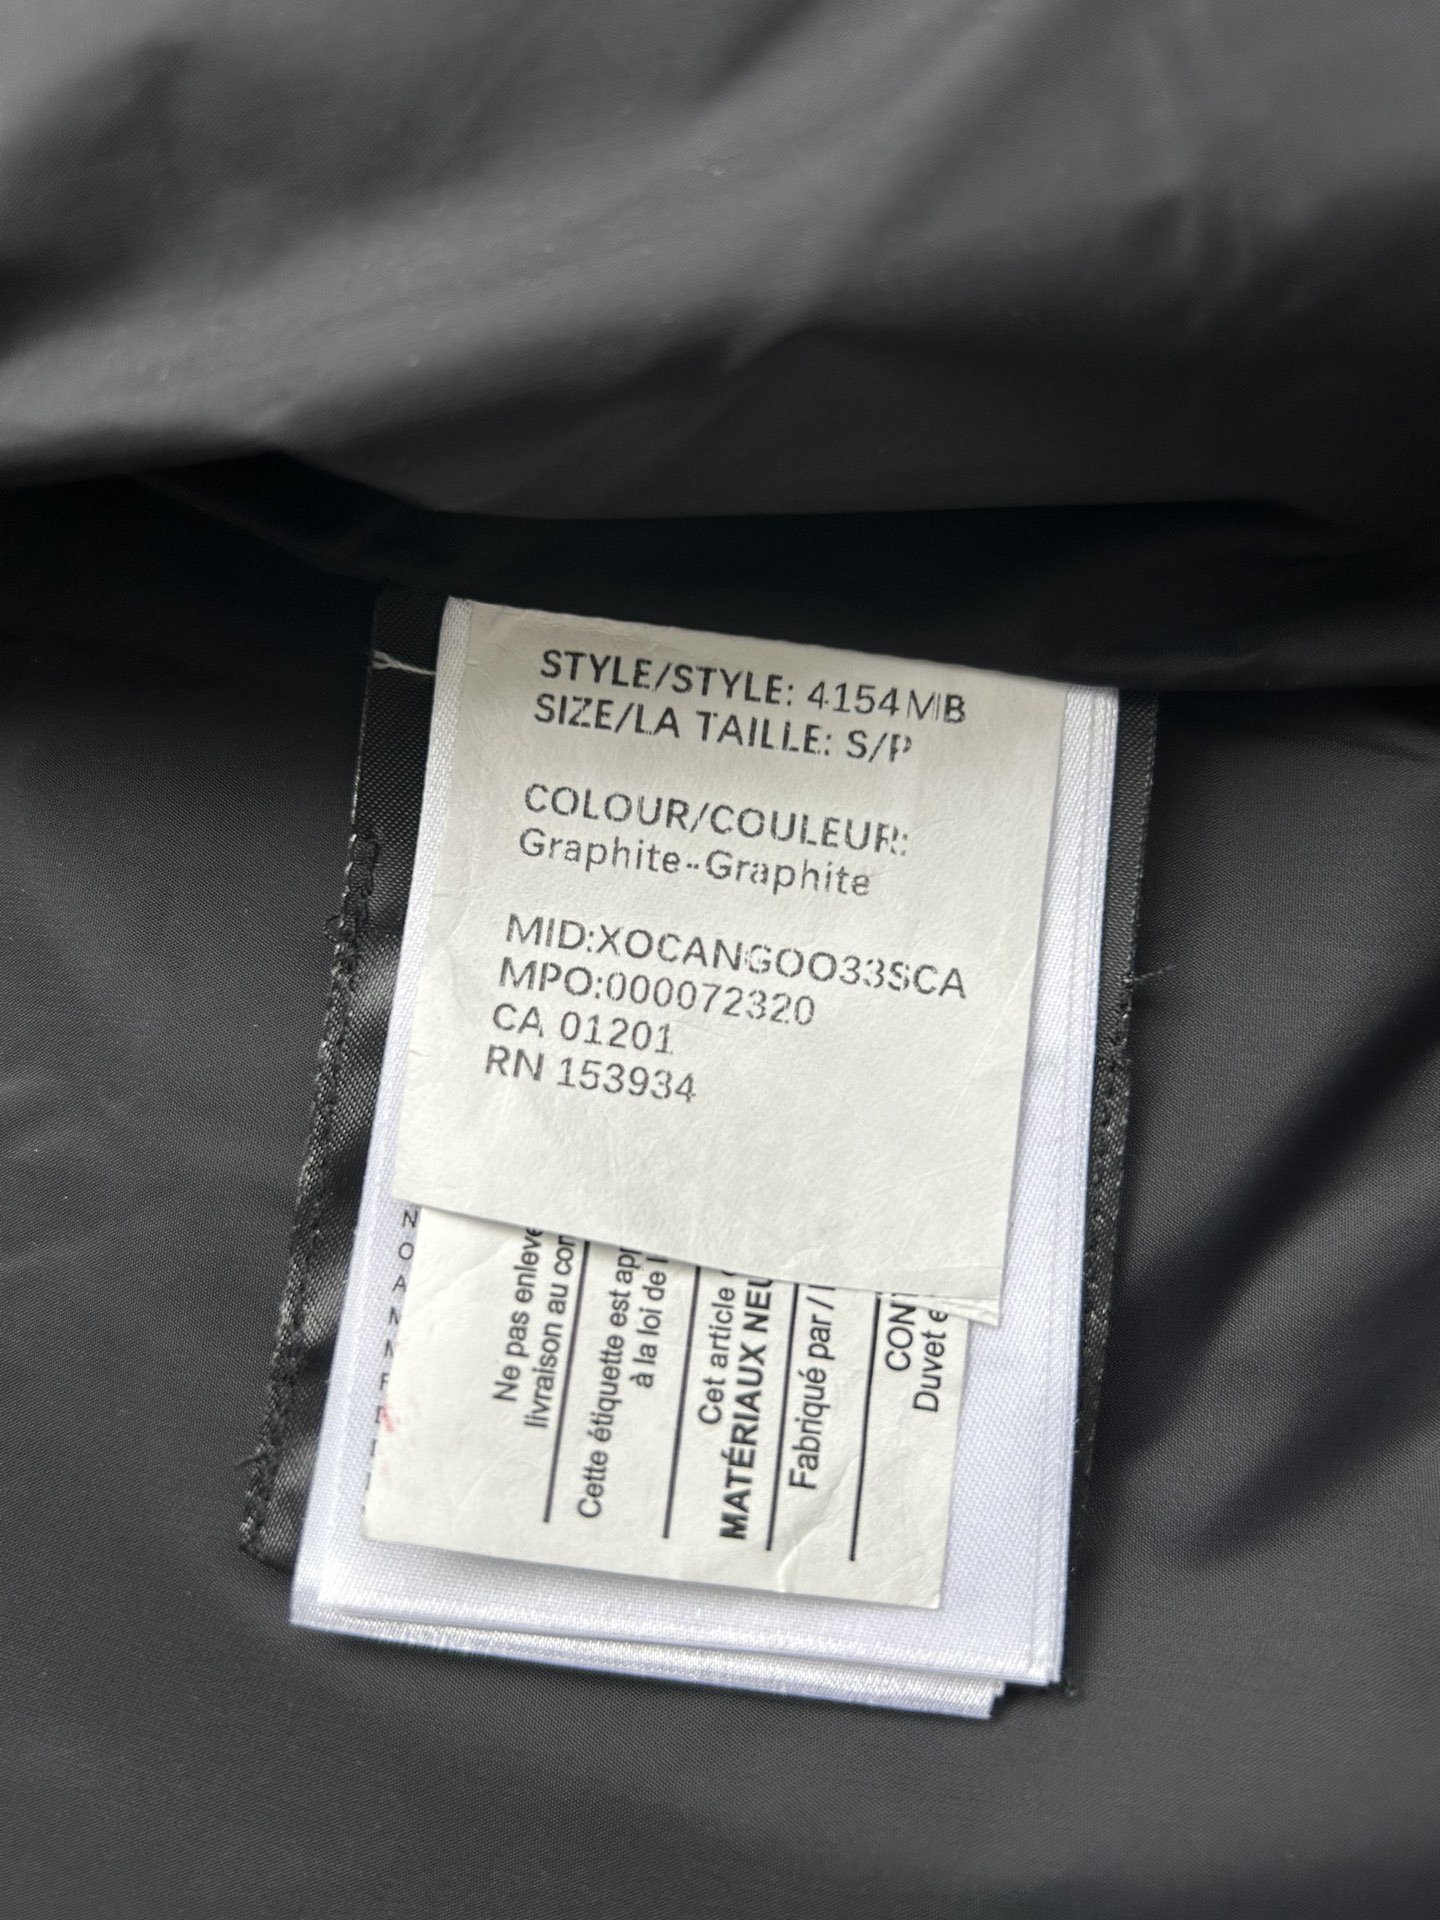 STYLE/STYLE: 4154MB
SIZE/LA TAILLE: S/P
COLOUR/COULEUR:
Graphite-Graphite
MID:XOCANGOO33SCA
MPO:000072320
CA 01201
RN 153934
Ne pas enleve
livraison au con
Cette étiquette est app
à la loi de
Cet article
MATÉRIAUX NEU
Fabriqué par /
CON
Duvet e